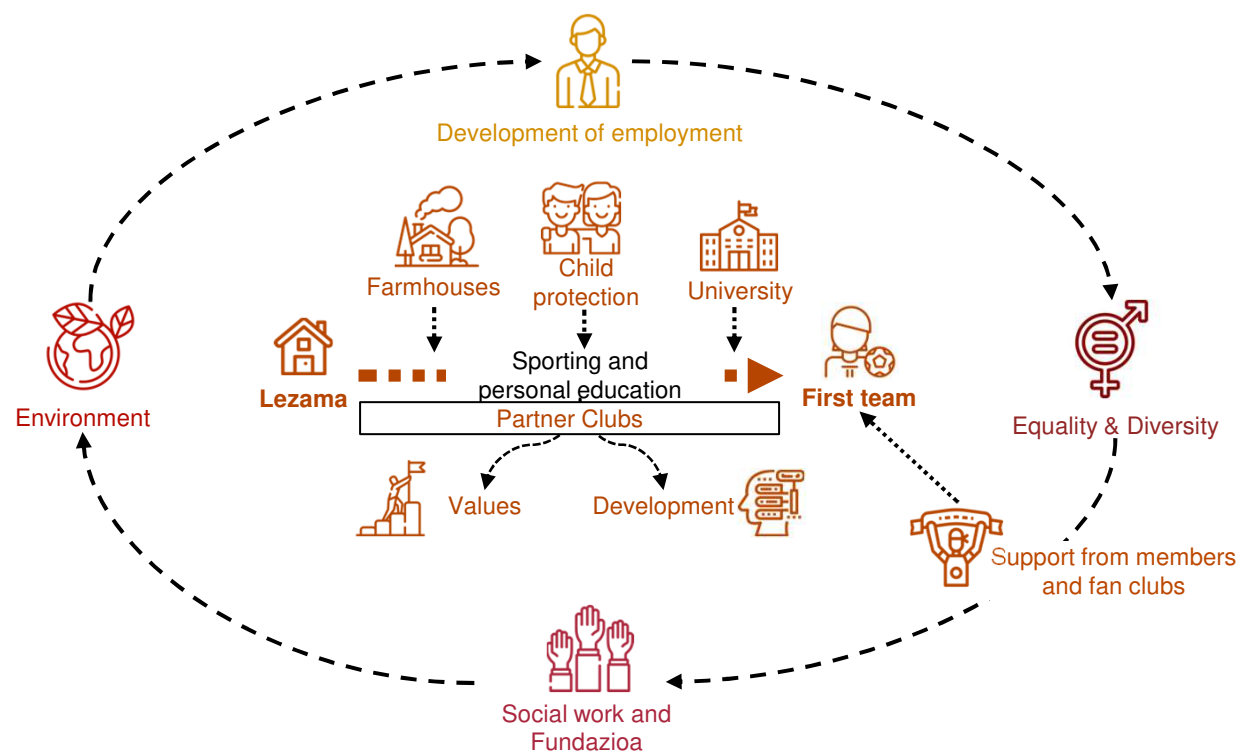 Development of employment
Farmhouses
Child
protection
University
Lezama
Sporting and
personal education
First team
Partner Clubs
Environment
Equality & Diversity
Values
Development
Support from members
and fan clubs
Social work and
Fundazioa